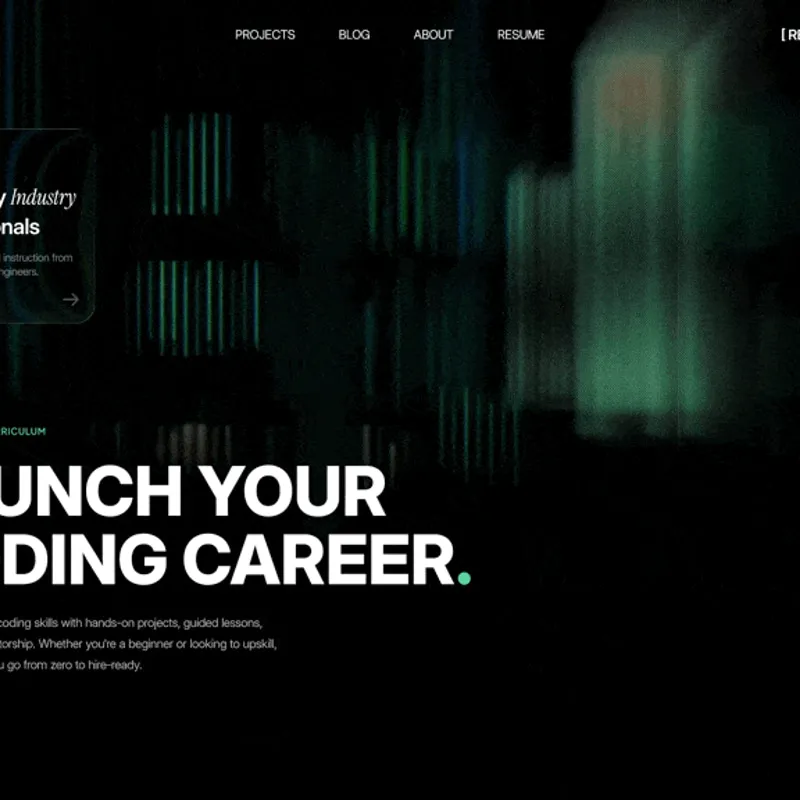 PROJECTS BLOG ABOUT RESUME [ RE
y Industry
onals
l instruction from
ngineers.
RICULUM
UNCH YOUR
DING CAREER.
coding skills with hands-on projects, guided lessons,
torship. Whether you're a beginner or looking to upskill,
u go from zero to hire-ready.